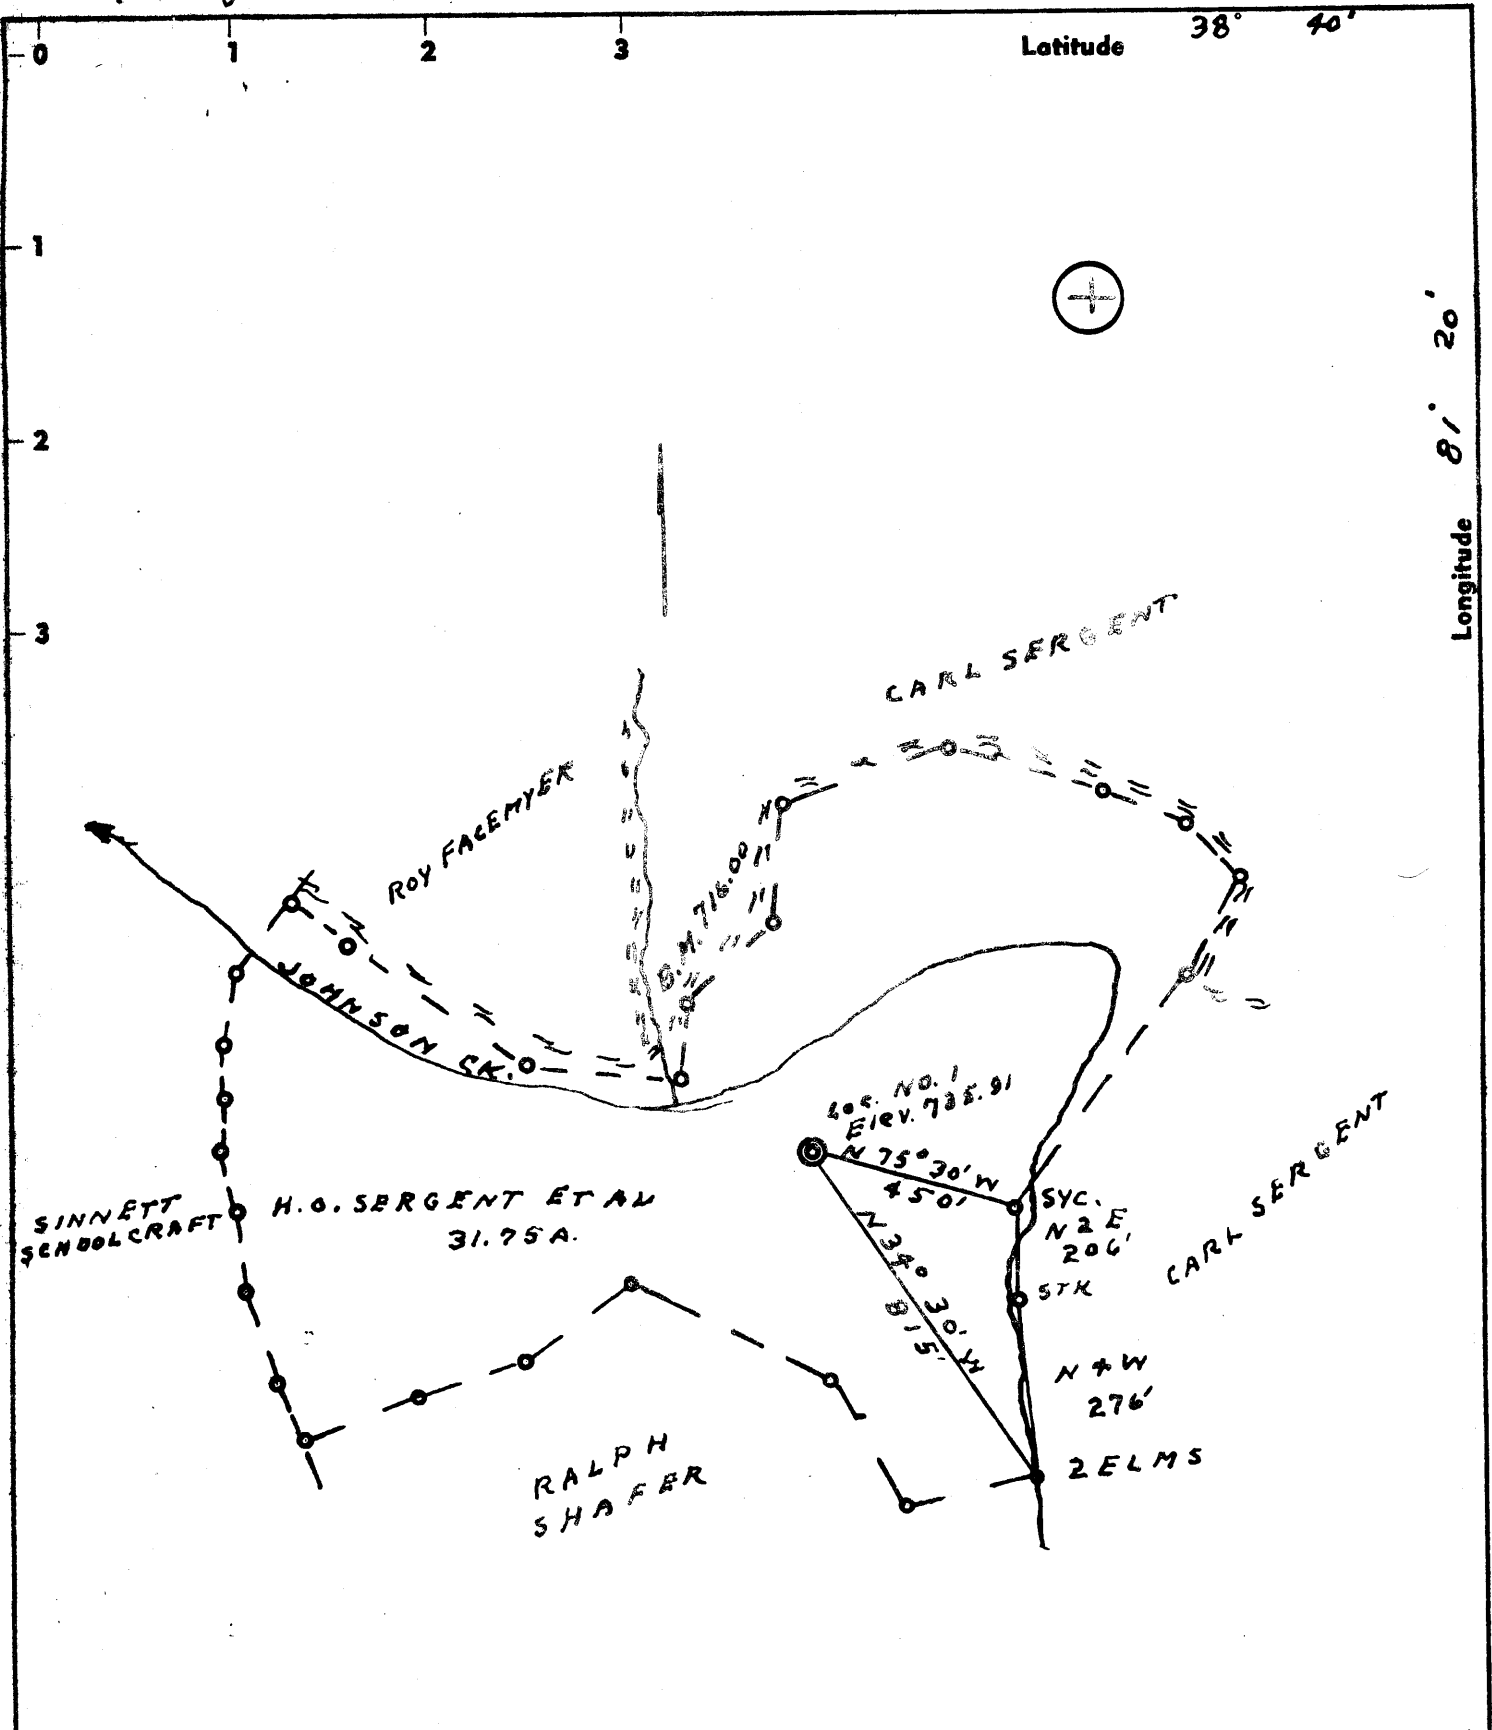 0 1 2 3 Latitude 38° 40'
1
2
3
Longitude 81° 20'
CARL SERGENT
ROY FACEMYER
B.M. 716.00
JOHNSON CK.
Loc. NO. 1
Elev. 735.91
N 75° 30' W
450'
SYC.
N 2 E
206'
STK
N 34° 30' W
815'
N 4 W
276'
2 ELMS
CARL SERGENT
SINNETT
SCHOOLCRAFT
H.O. SERGENT ET AL
31.75 A.
RALPH
SHAFER